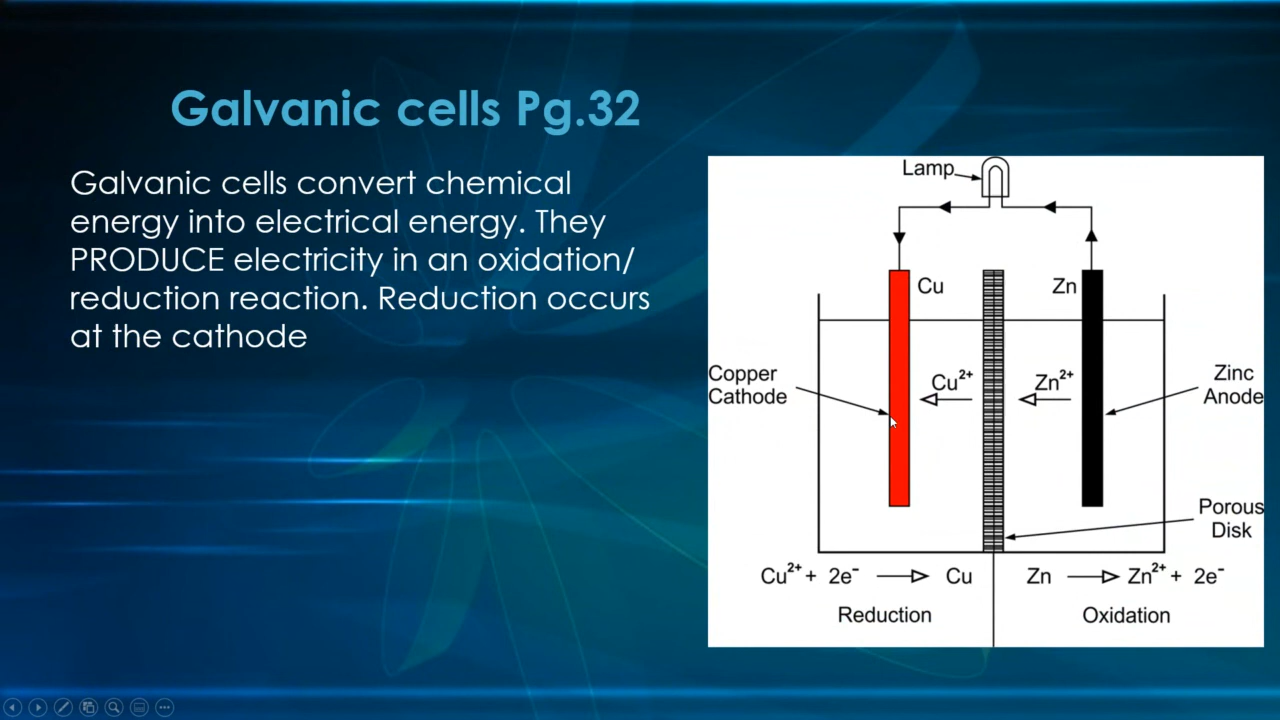 Galvanic cells Pg.32
Galvanic cells convert chemical
energy into electrical energy. They
PRODUCE electricity in an oxidation/
reduction reaction. Reduction occurs
at the cathode
Lamp
Cu
Zn
Cu²⁺
Zn²⁺
Copper
Cathode
Zinc
Anode
Porous
Disk
Cu²⁺ + 2e⁻ → Cu
Zn → Zn²⁺ + 2e⁻
Reduction
Oxidation